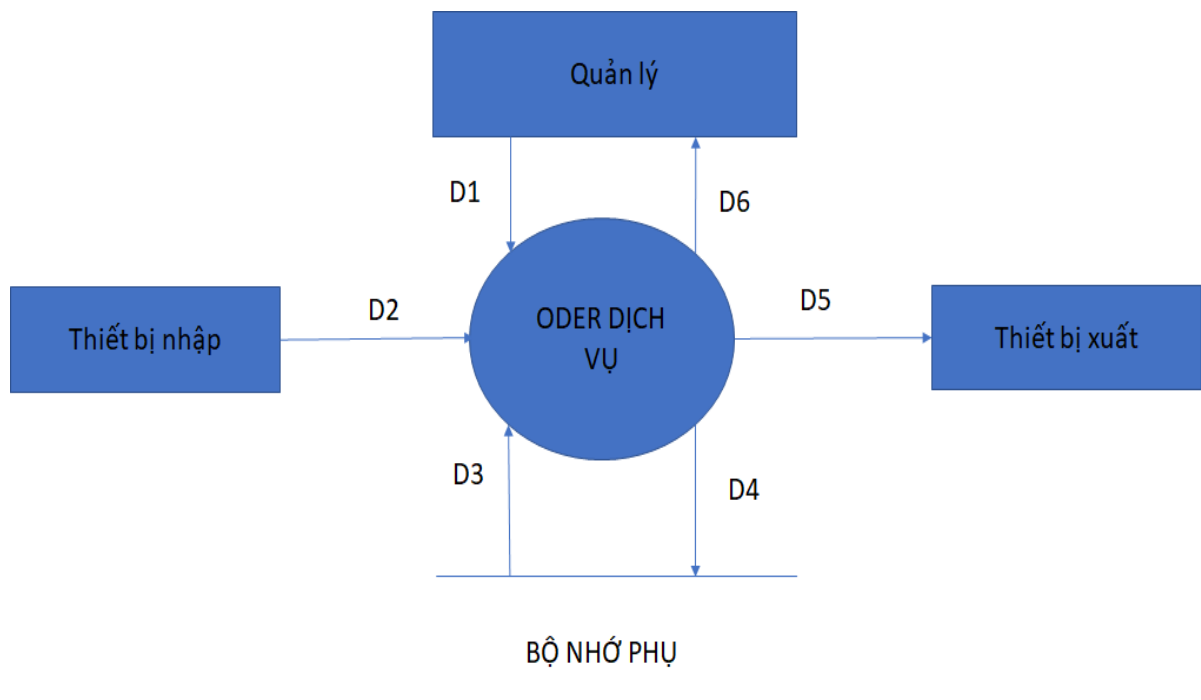 Quản lý
D1
D6
Thiết bị nhập
D2
ODER DỊCH
VỤ
D5
Thiết bị xuất
D3
D4
BỘ NHỚ PHỤ